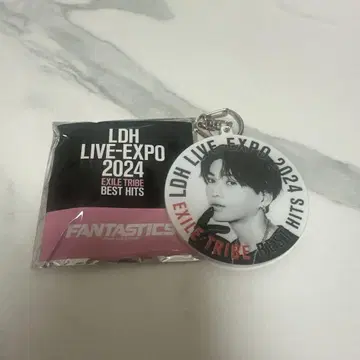 LDH
LIVE-EXPO
2024
EXILE TRIBE
BEST HITS
FANTASTICS
LDH LIVE-EXPO 2024
EXILE TRIBE BEST HITS